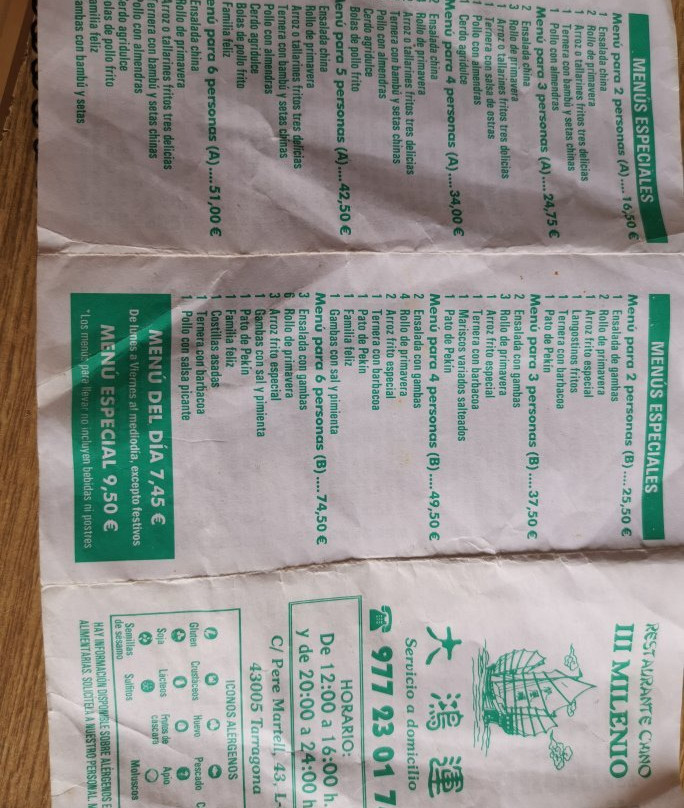 MENÚS ESPECIALES
Menú para 2 personas (A) .... 16,50 €
Ensalada china
2 Rollo de primavera
1 Arroz o tallarines fritos tres delicias
1 Ternera con bambú y setas chinas
1 Pollo con almendras
Menú para 3 personas (A) .... 24,75 €
2 Ensalada china
3 Rollo de primavera
1 Arroz o tallarines fritos tres delicias
1 Ternera con salsa de ostras
1 Pollo con almendras
1 Cerdo agridulce
Menú para 4 personas (A) .... 34,00 €
2 Ensalada china
Rollo de primavera
2 Arroz o tallarines fritos tres delicias
Ternera con bambú y setas chinas
Pollo con almendras
Cerdo agridulce
Bolas de pollo frito
Menú para 5 personas (A) .... 42,50 €
Ensalada china
Rollo de primavera
Arroz o tallarines fritos tres delicias
Ternera con bambú y setas chinas
Pollo con almendras
Cerdo agridulce
Bolas de pollo frito
Familia feliz
enú para 6 personas (A) .... 51,00 €
Ensalada china
Rollo de primavera
Arroz o tallarines fritos tres delicias
Ternera con bambú y setas chinas
Pollo con almendras
Cerdo agridulce
olas de pollo frito
amilia feliz
ambas con bambú y setas
MENÚS ESPECIALES
Menú para 2 personas (B) .... 25,50 €
1 Ensalada de gambas
2 Rollo de primavera
1 Arroz frito especial
1 Langostinos fritos
1 Ternera con barbacoa
1 Pato de Pekín
Menú para 3 personas (B) .... 37,50 €
2 Ensalada con gambas
3 Rollo de primavera
1 Arroz frito especial
1 Ternera con barbacoa
1 Mariscos variados salteados
1 Pato de Pekín
Menú para 4 personas (B) .... 49,50 €
2 Ensalada con gambas
4 Rollo de primavera
2 Arroz frito especial
1 Ternera con barbacoa
1 Pato de Pekín
1 Familia feliz
1 Gambas con sal y pimienta
Menú para 6 personas (B) .... 74,50 €
3 Ensalada con gambas
6 Rollo de primavera
3 Arroz frito especial
1 Gambas con sal y pimienta
1 Pato de Pekín
1 Familia feliz
1 Costillas asadas
1 Ternera con barbacoa
1 Pollo con salsa picante
MENÚ DEL DÍA 7,45 €
De lunes a Viernes al mediodía, excepto festivos
MENÚ ESPECIAL 9,50 €
*Los menus para llevar no incluyen bebidas ni postres
RESTAURANTE CHINO
III MILENIO
大鴻運
Servicio a domicilio
977 23 01 7
HORARIO:
De 12:00 a 16:00 h.
y de 20:00 a 24:00 h
C/ Pere Martell, 43, L-
43005 Tarragona
ICONOS ALÉRGENOS
Gluten Crustáceos Huevo Pescado C
Soja Lácteos Frutos de cáscara Apio
Semillas de sésamo Sulfitos Moluscos
HAY INFORMACIÓN DISPONIBLE SOBRE ALÉRGENOS E
ALIMENTARIAS. SOLICITELA A NUESTRO PERSONAL.